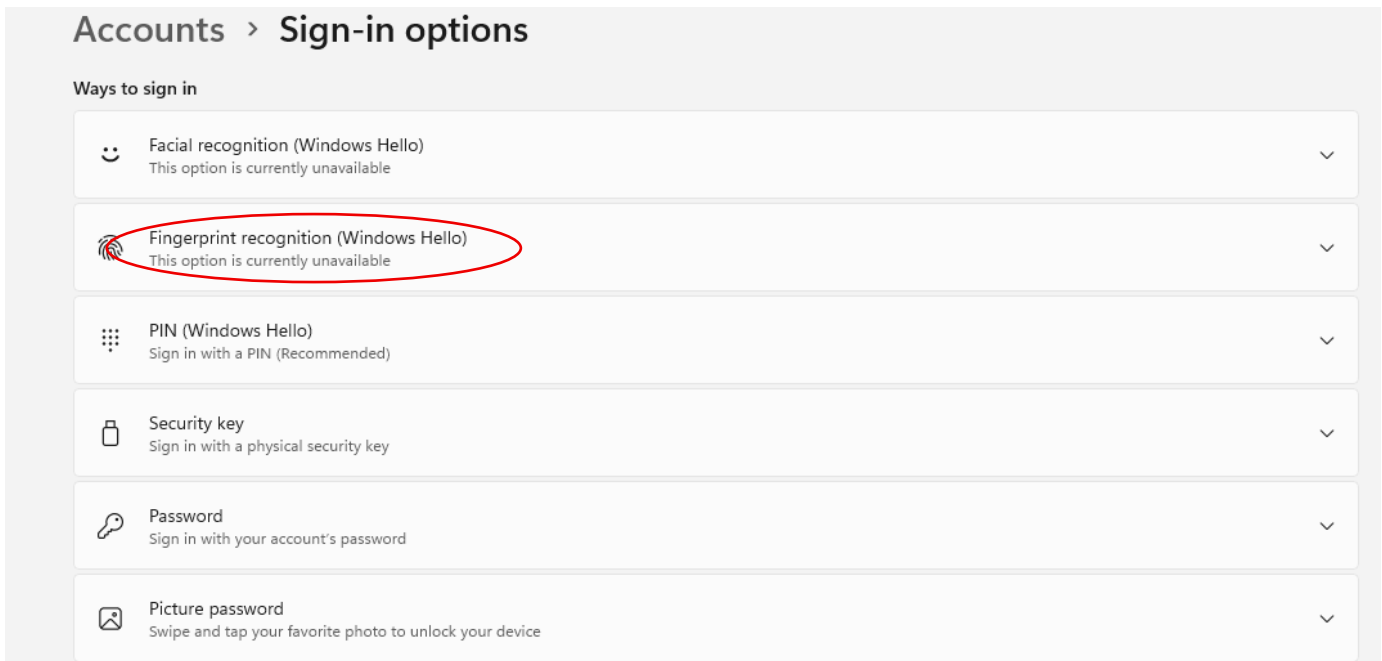 Accounts > Sign-in options
Ways to sign in
Facial recognition (Windows Hello)
This option is currently unavailable
Fingerprint recognition (Windows Hello)
This option is currently unavailable
PIN (Windows Hello)
Sign in with a PIN (Recommended)
Security key
Sign in with a physical security key
Password
Sign in with your account's password
Picture password
Swipe and tap your favorite photo to unlock your device